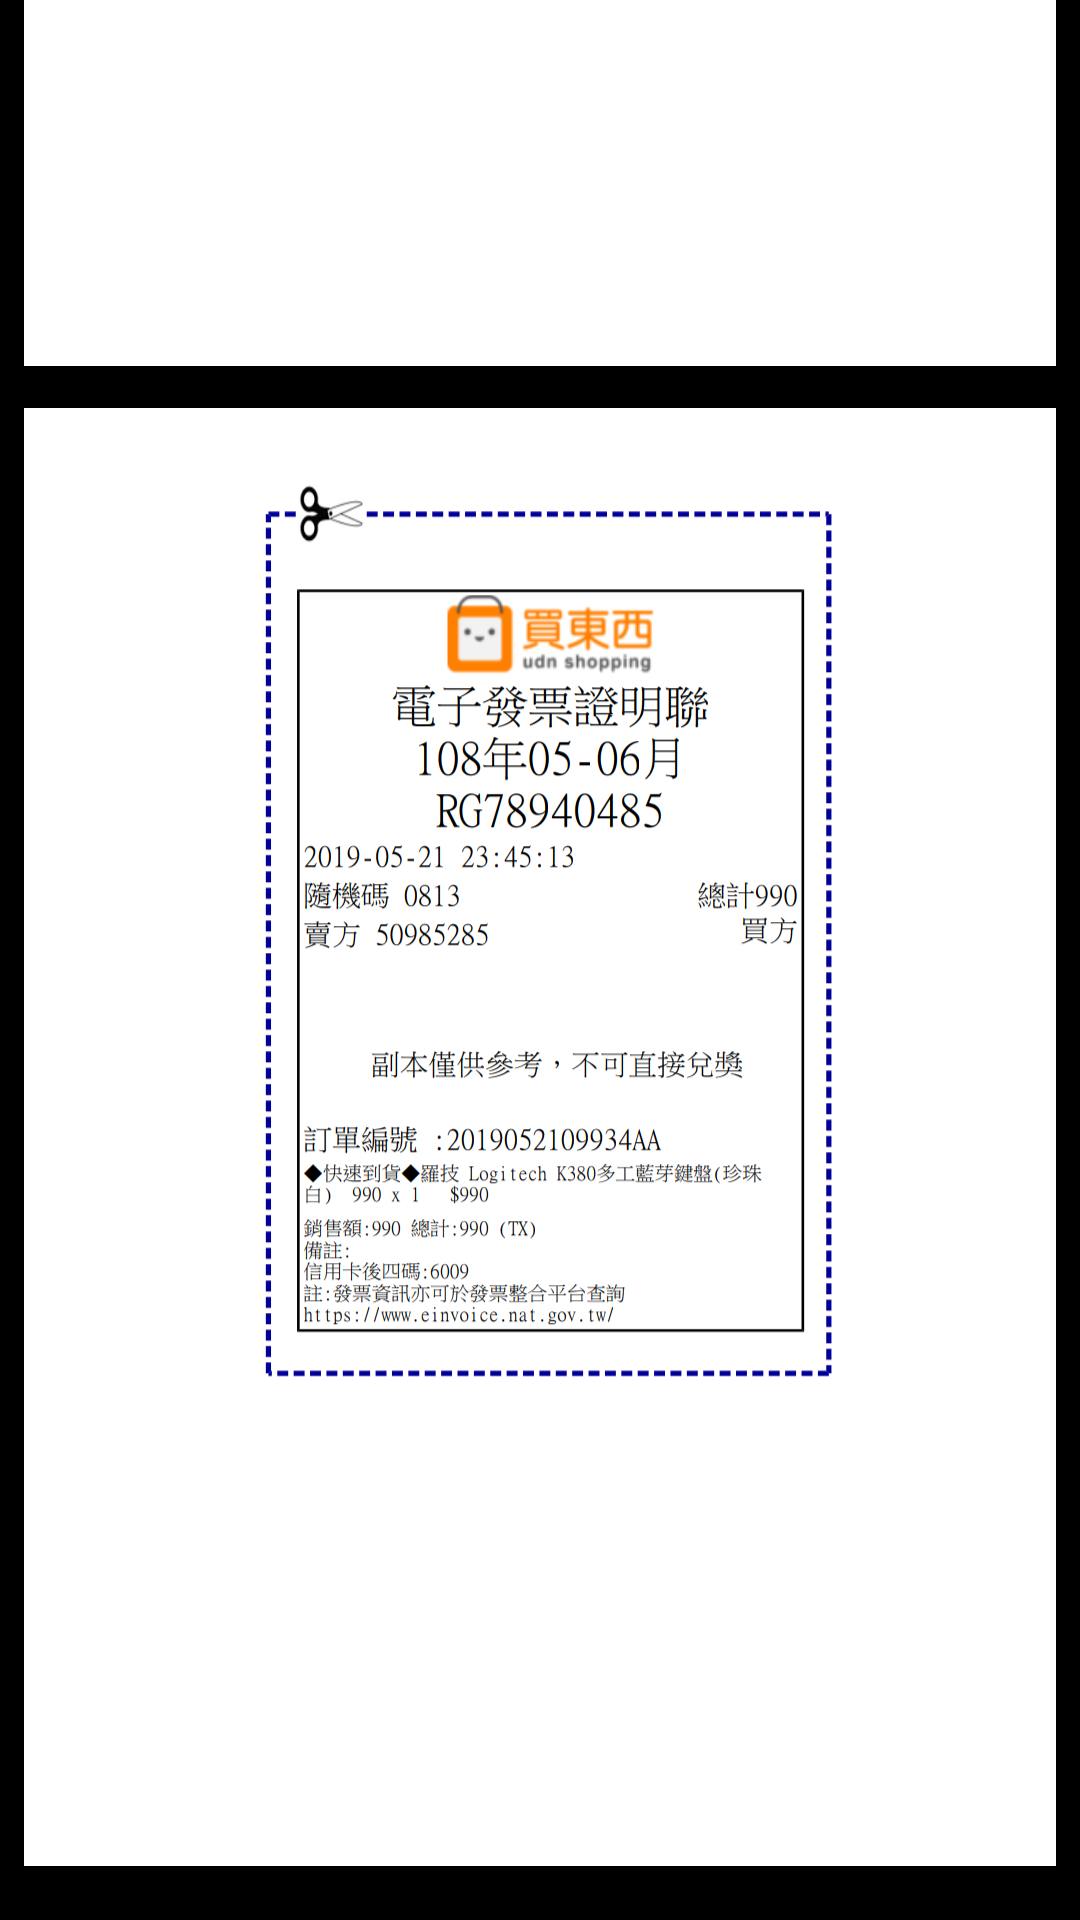 買東西
udn shopping
電子發票證明聯
108年05-06月
RG78940485
2019-05-21 23:45:13
隨機碼 0813 總計990
賣方 50985285 買方
副本僅供參考，不可直接兌獎
訂單編號 :2019052109934AA
◆快速到貨◆羅技 Logitech K380多工藍芽鍵盤(珍珠
白) 990 x 1 $990
銷售額:990 總計:990 (TX)
備註:
信用卡後四碼:6009
註:發票資訊亦可於發票整合平台查詢
https://www.einvoice.nat.gov.tw/